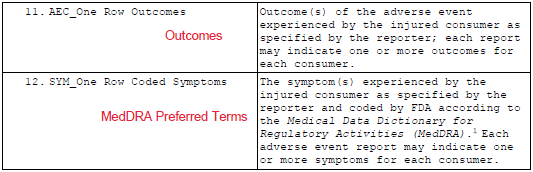 11. AEC_One Row Outcomes
Outcomes
Outcome(s) of the adverse event
experienced by the injured consumer as
specified by the reporter; each report
may indicate one or more outcomes for
each consumer.
12. SYM_One Row Coded Symptoms
MedDRA Preferred Terms
The symptom(s) experienced by the
injured consumer as specified by the
reporter and coded by FDA according to
the Medical Data Dictionary for
Regulatory Activities (MedDRA).¹ Each
adverse event report may indicate one
or more symptoms for each consumer.